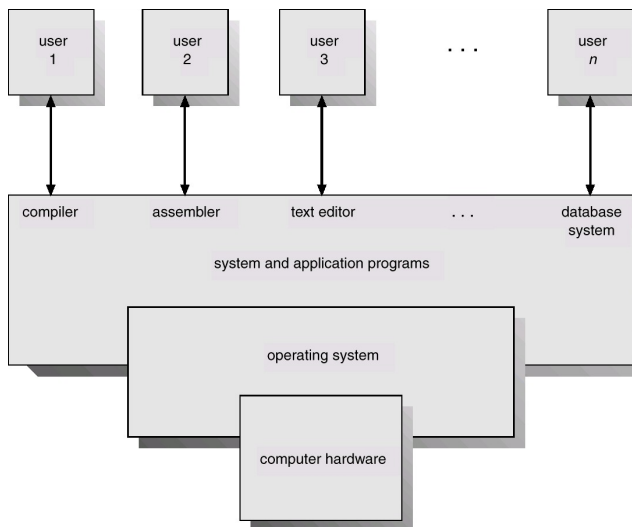 user
1
user
2
user
3
. . .
user
n
compiler
assembler
text editor
. . .
database
system
system and application programs
operating system
computer hardware